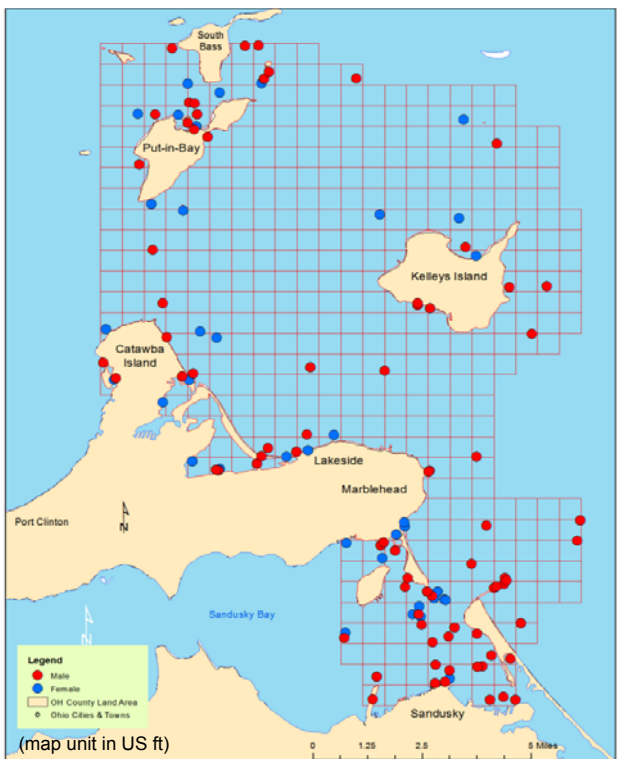 South
Bass
Put-in-Bay
Kelleys Island
Catawba
Island
Lakeside
Marblehead
Port Clinton
N
Sandusky Bay
N
Legend
Male
Female
OH County Land Area
Ohio Cities & Towns
Sandusky
(map unit in US ft)
0 1.25 2.5 5 Miles